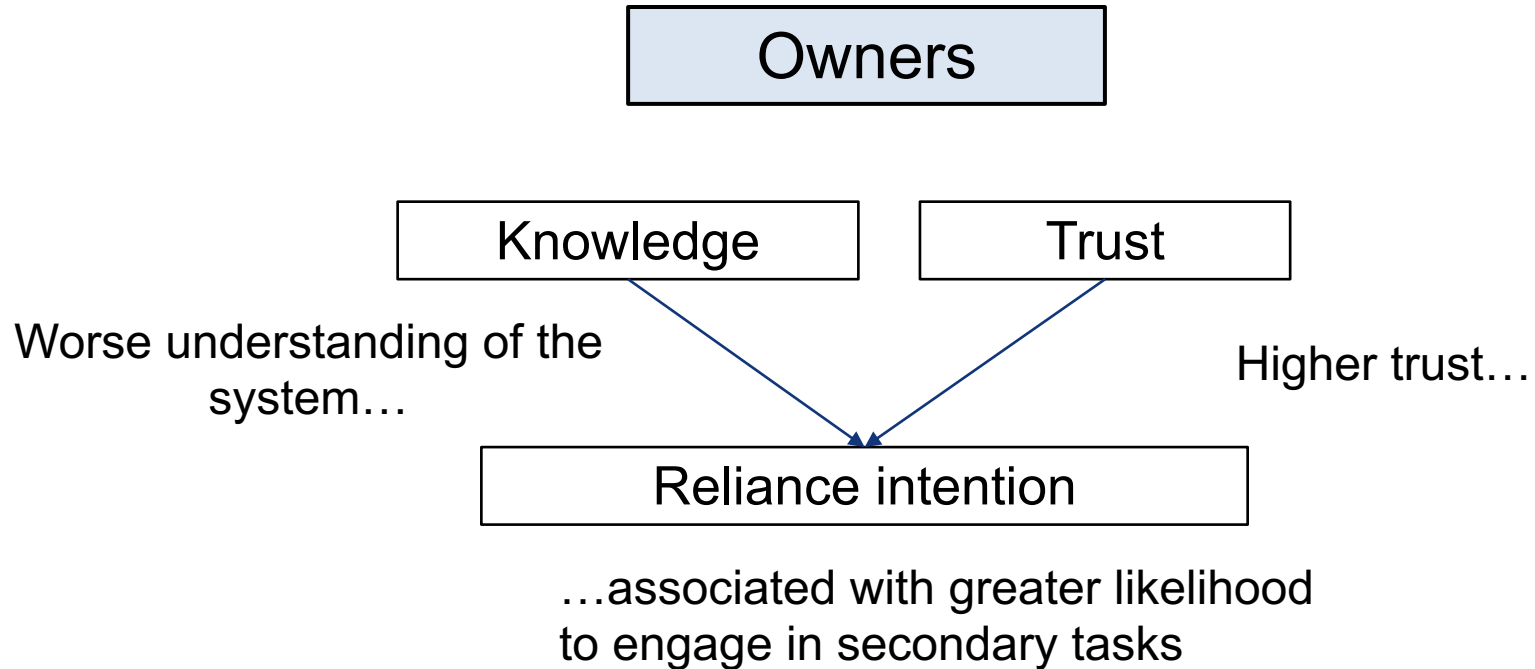 Owners
Knowledge
Trust
Worse understanding of the
system…
Higher trust…
Reliance intention
…associated with greater likelihood
to engage in secondary tasks